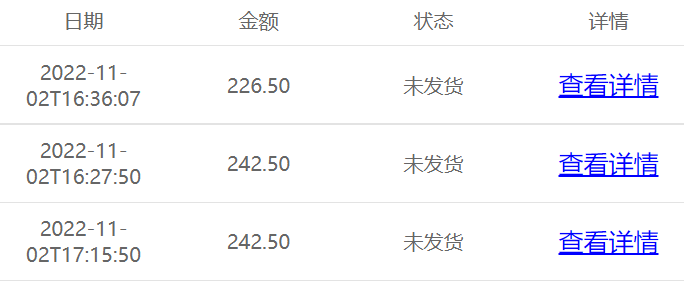 日期 金额 状态 详情
2022-11-
02T16:36:07 226.50 未发货 查看详情
2022-11-
02T16:27:50 242.50 未发货 查看详情
2022-11-
02T17:15:50 242.50 未发货 查看详情